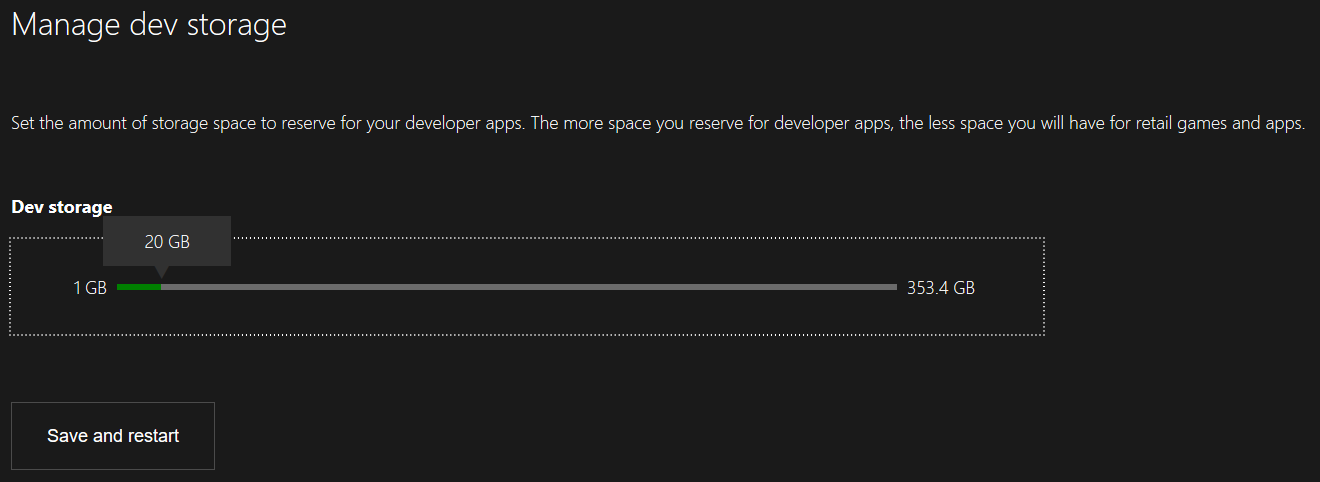 Manage dev storage
Set the amount of storage space to reserve for your developer apps. The more space you reserve for developer apps, the less space you will have for retail games and apps.
Dev storage
20 GB
1 GB 353.4 GB
Save and restart